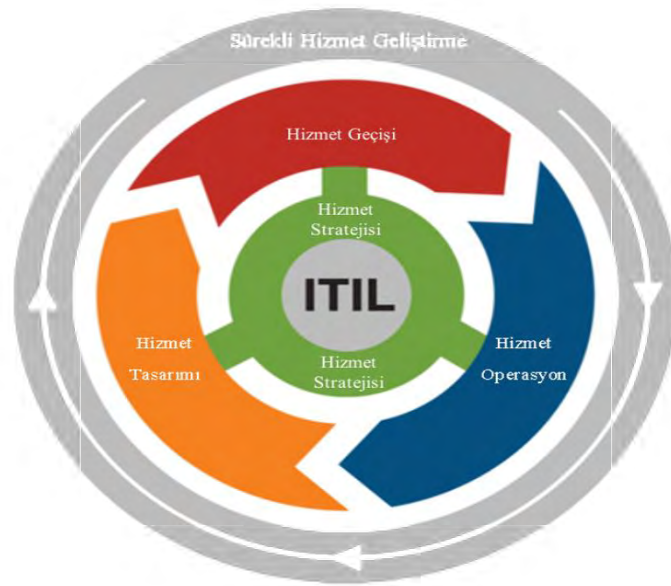 Sürekli Hizmet Geliştirme
Hizmet Geçişi
Hizmet
Stratejisi
ITIL
Hizmet
Stratejisi
Hizmet
Tasarımı
Hizmet
Operasyon